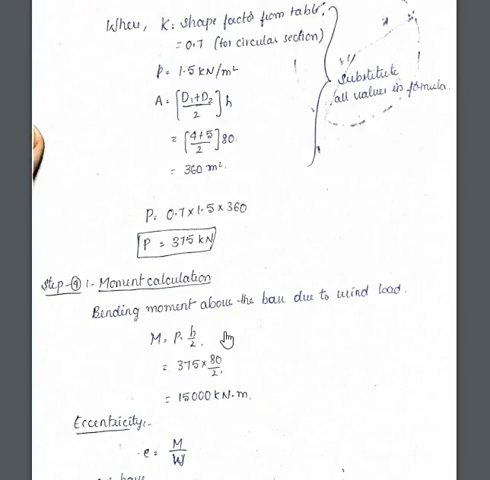 Where, K: shape factor from table.
= 0.7 (for circular section)
P = 1.5 kN/m²
A = [D₁+D₂/2] h
= [4+5/2] 80
= 360 m².
substitute
all values in formula.
P = 0.7 x 1.5 x 360
P = 375 kN
Step-④ :- Moment calculation
Bending moment above the base due to wind load.
M = P. h/2.
= 375 x 80/2.
= 15000 kN.m.
Eccentricity:-
e = M/W